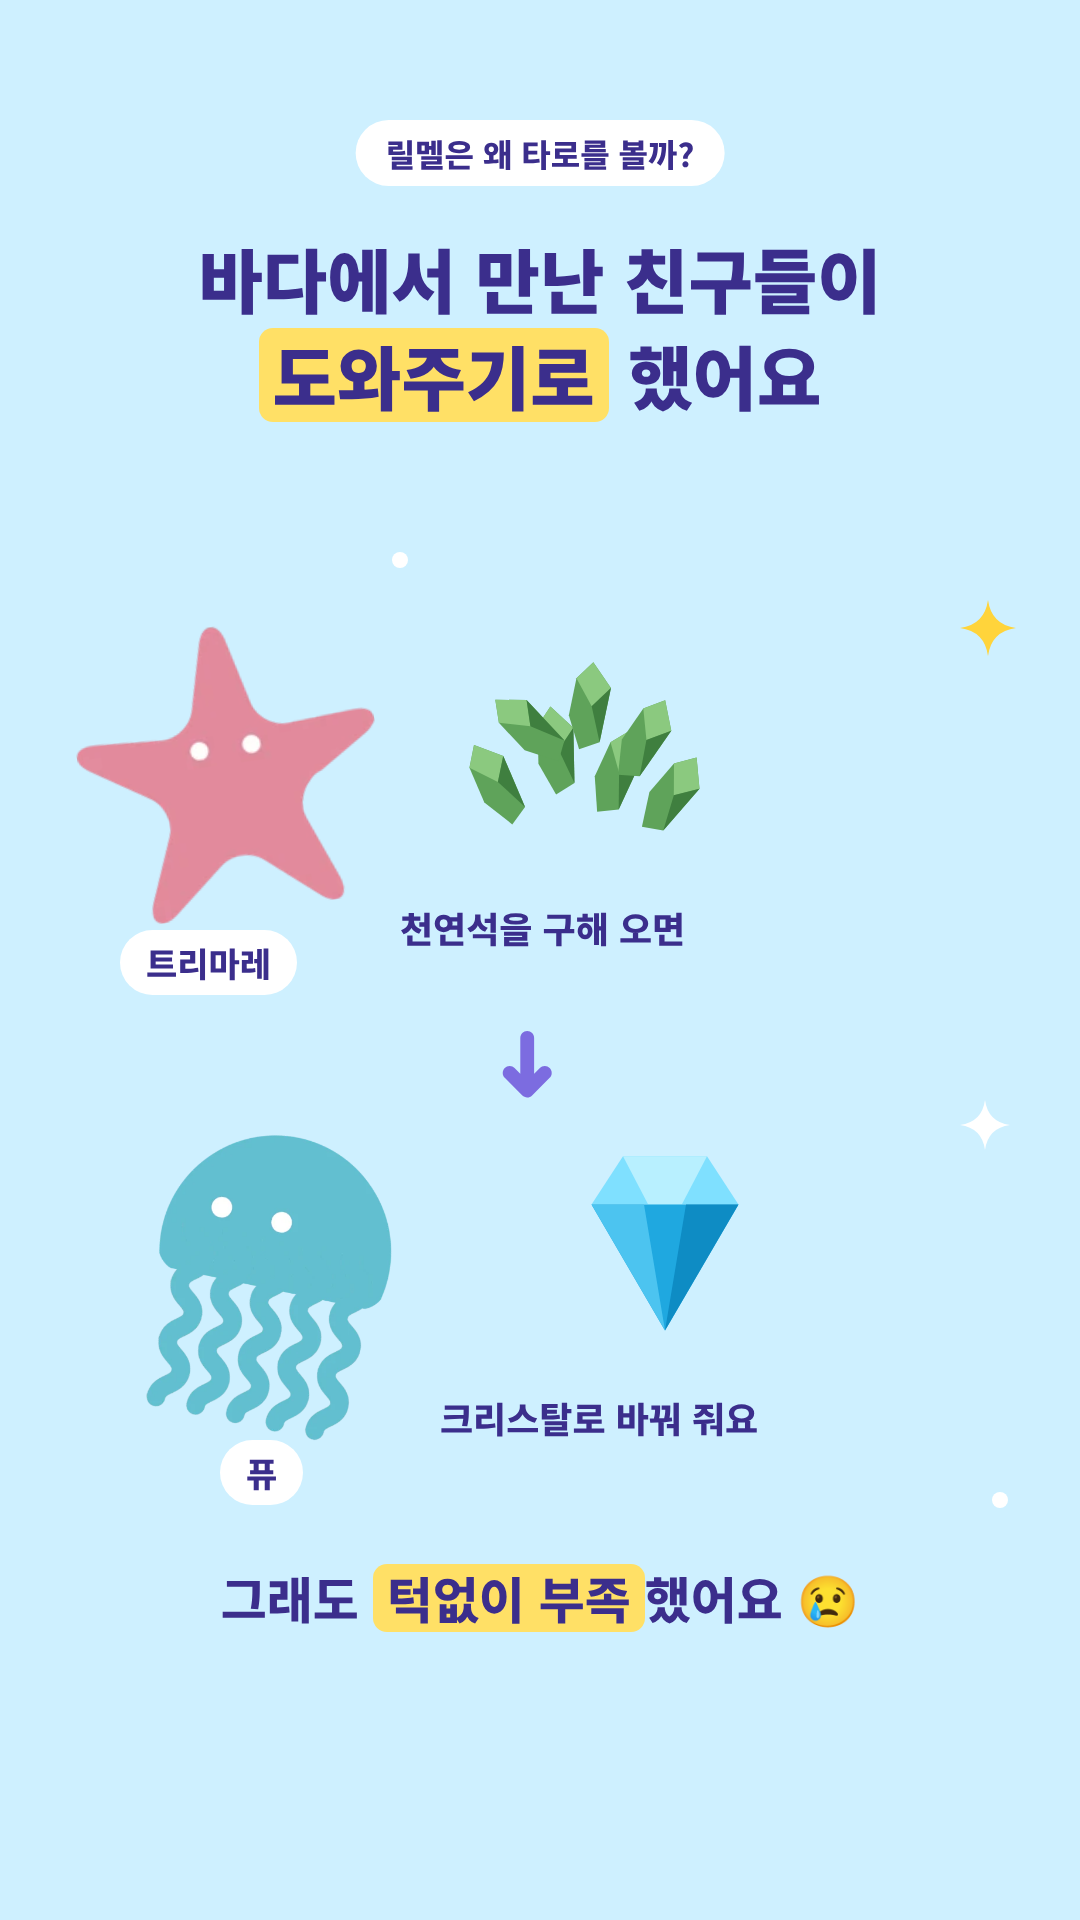 릴멜은 왜 타로를 볼까?
바다에서 만난 친구들이
도와주기로 했어요
천연석을 구해 오면
트리마레
크리스탈로 바꿔 줘요
퓨
그래도 턱없이 부족했어요 😢